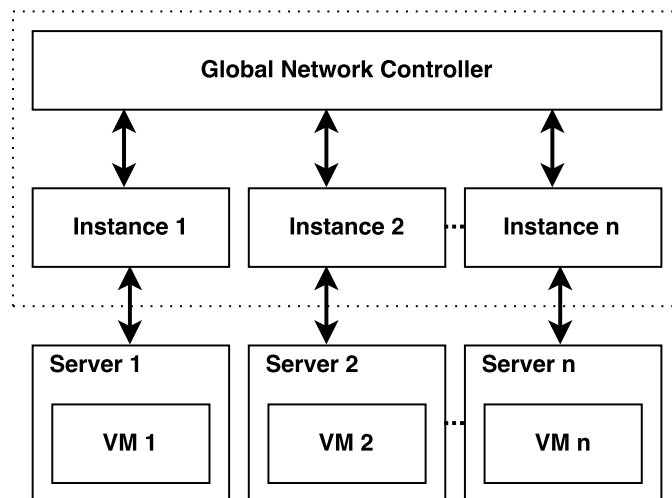 Global Network Controller
Instance 1
Instance 2
Instance n
Server 1
Server 2
Server n
VM 1
VM 2
VM n